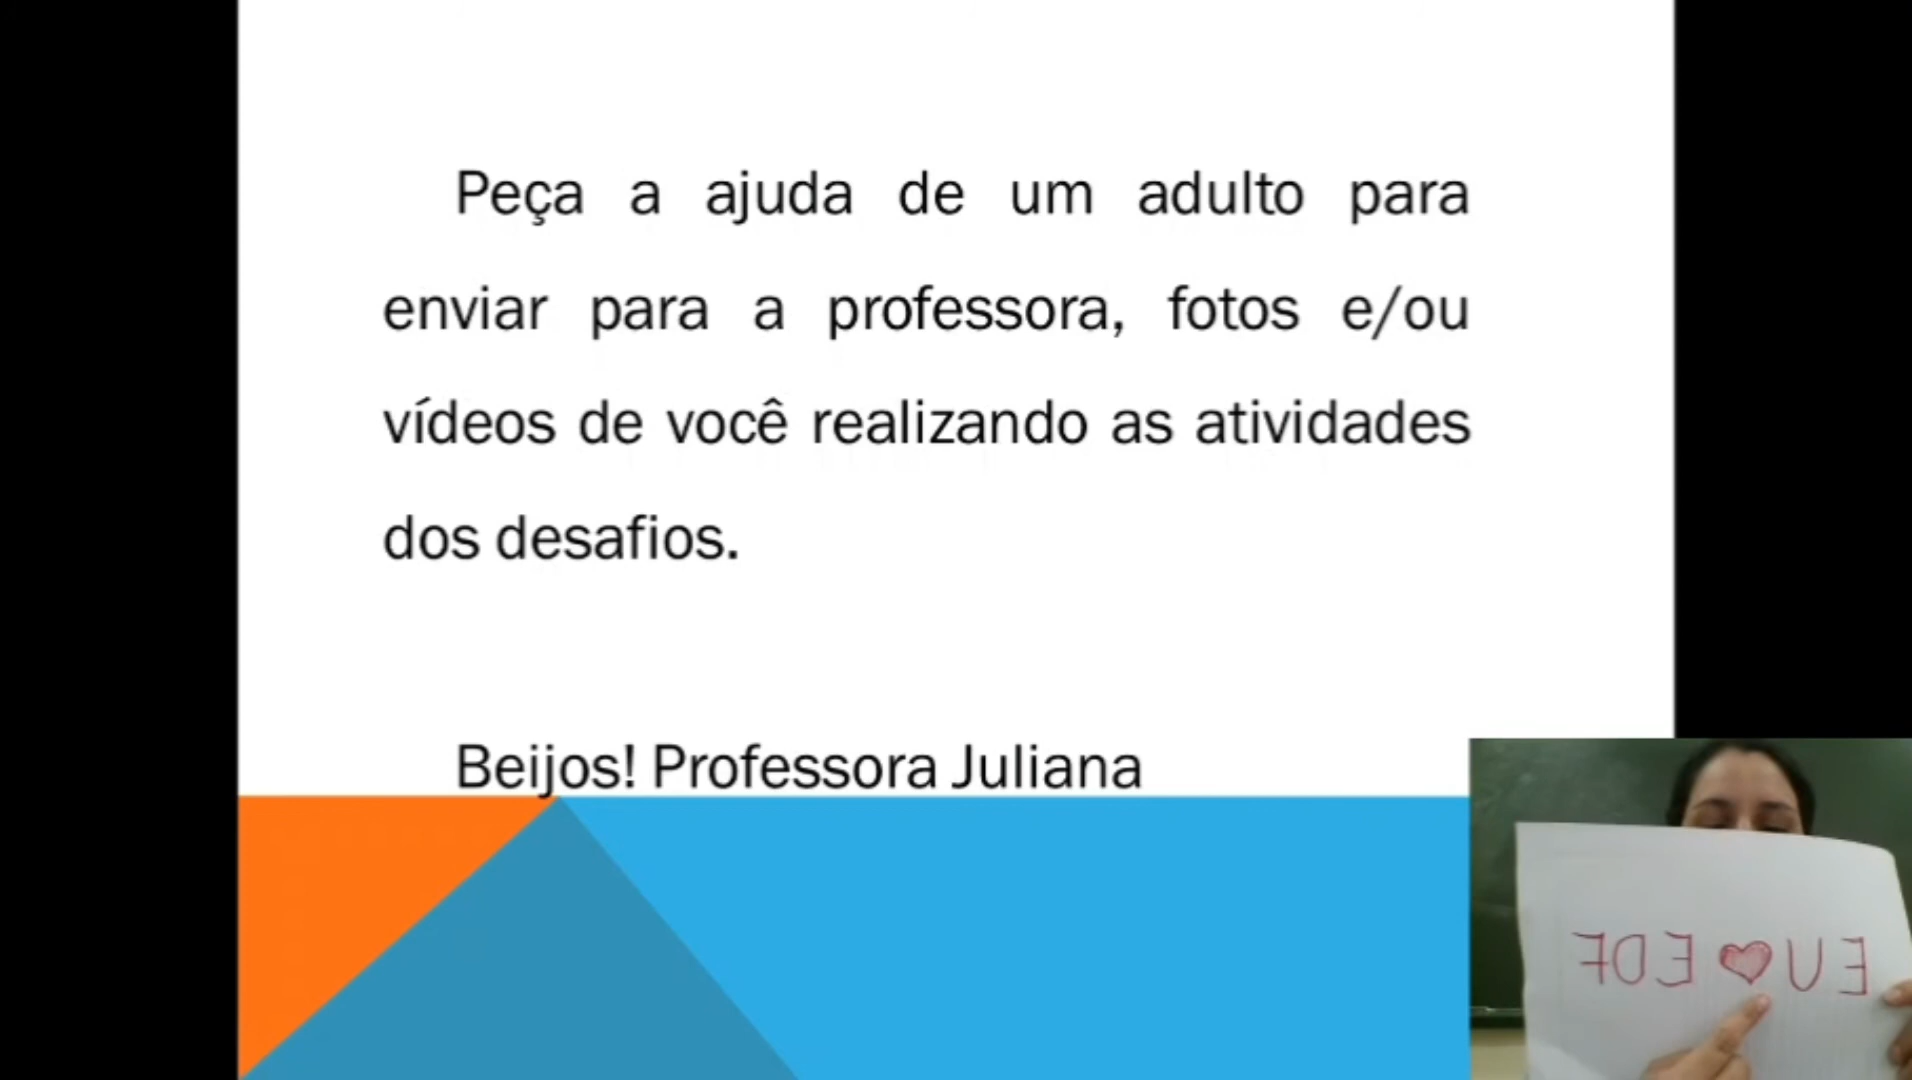 Peça a ajuda de um adulto para
enviar para a professora, fotos e/ou
vídeos de você realizando as atividades
dos desafios.
Beijos! Professora Juliana
EU ❤ EDF